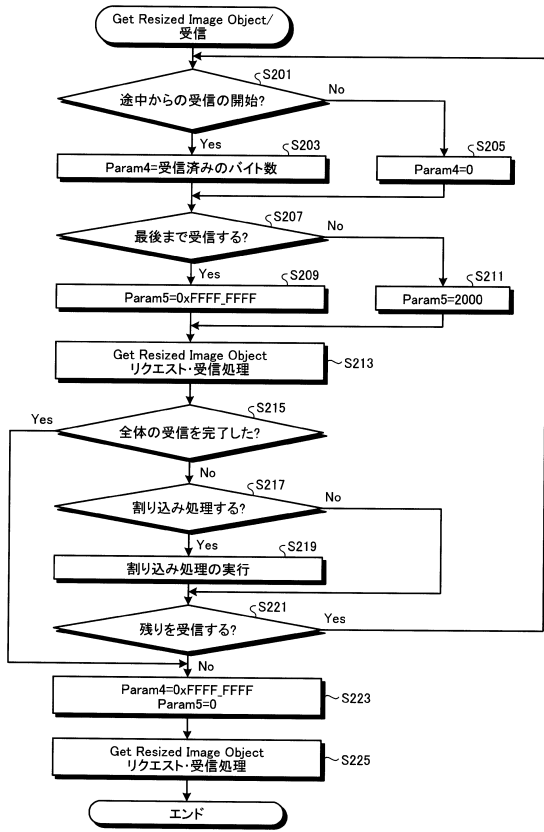 Get Resized Image Object/
受信
S201
途中からの受信の開始?
No
Yes
S203
Param4=受信済みのバイト数
S205
Param4=0
S207
最後まで受信する?
No
Yes
S209
Param5=0xFFFF_FFFF
S211
Param5=2000
Get Resized Image Object
リクエスト・受信処理
S213
S215
Yes
全体の受信を完了した?
No
S217
割り込み処理する?
No
Yes
S219
割り込み処理の実行
S221
残りを受信する?
Yes
No
Param4=0xFFFF_FFFF
Param5=0
S223
Get Resized Image Object
リクエスト・受信処理
S225
エンド